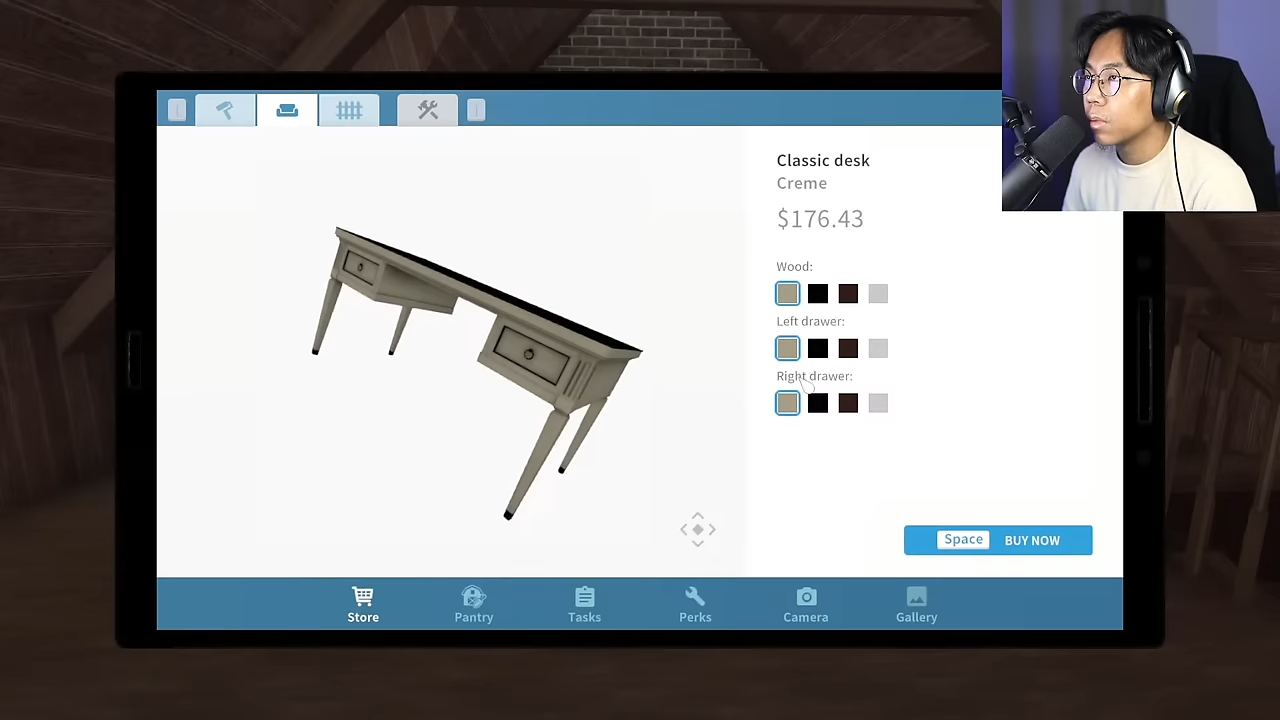 Classic desk
Creme
$176.43
Wood:
Left drawer:
Right drawer:
Space BUY NOW
Store Pantry Tasks Perks Camera Gallery